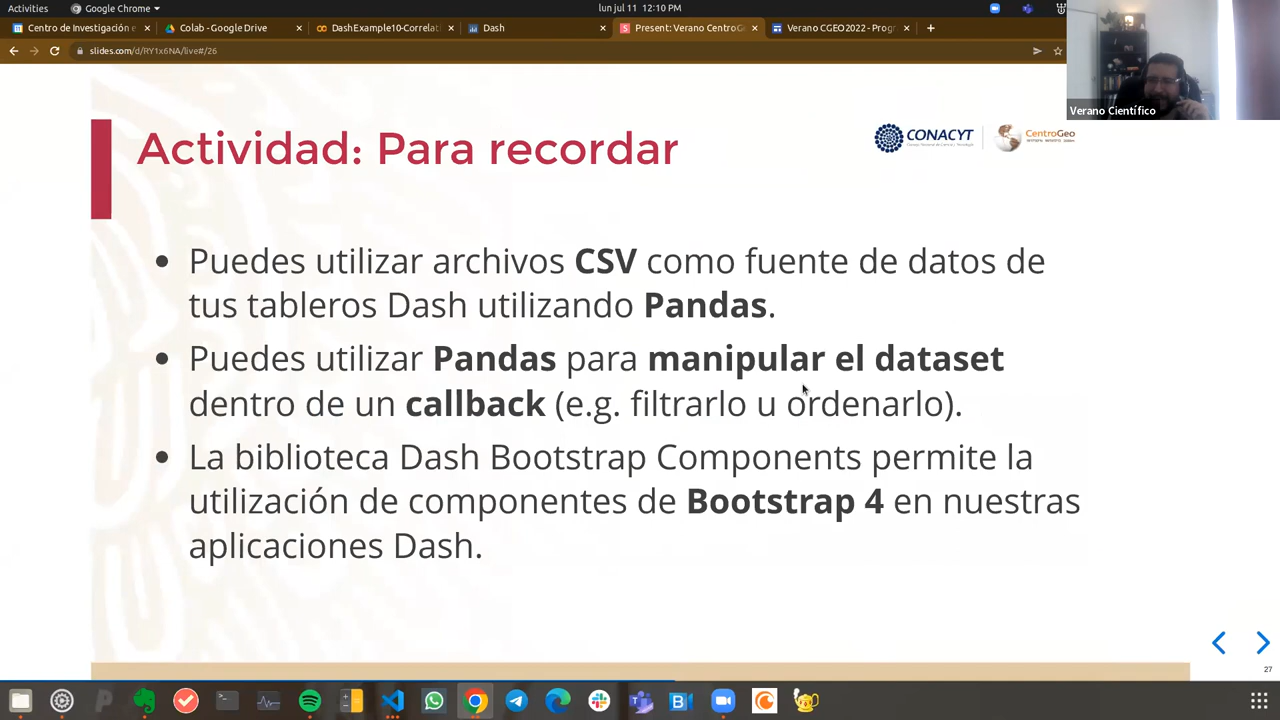 Activities
Google Chrome
lun jul 11 12:10 PM
Centro de Investigación e
Colab - Google Drive
DashExample10-Correlat
Dash
Present: Verano CentroG
Verano CGEO2022 - Prog
slides.com/d/RY1x6NA/live#/26
Verano Científico
Actividad: Para recordar
CONACYT
CentroGeo
• Puedes utilizar archivos CSV como fuente de datos de
tus tableros Dash utilizando Pandas.
• Puedes utilizar Pandas para manipular el dataset
dentro de un callback (e.g. filtrarlo u ordenarlo).
• La biblioteca Dash Bootstrap Components permite la
utilización de componentes de Bootstrap 4 en nuestras
aplicaciones Dash.
27